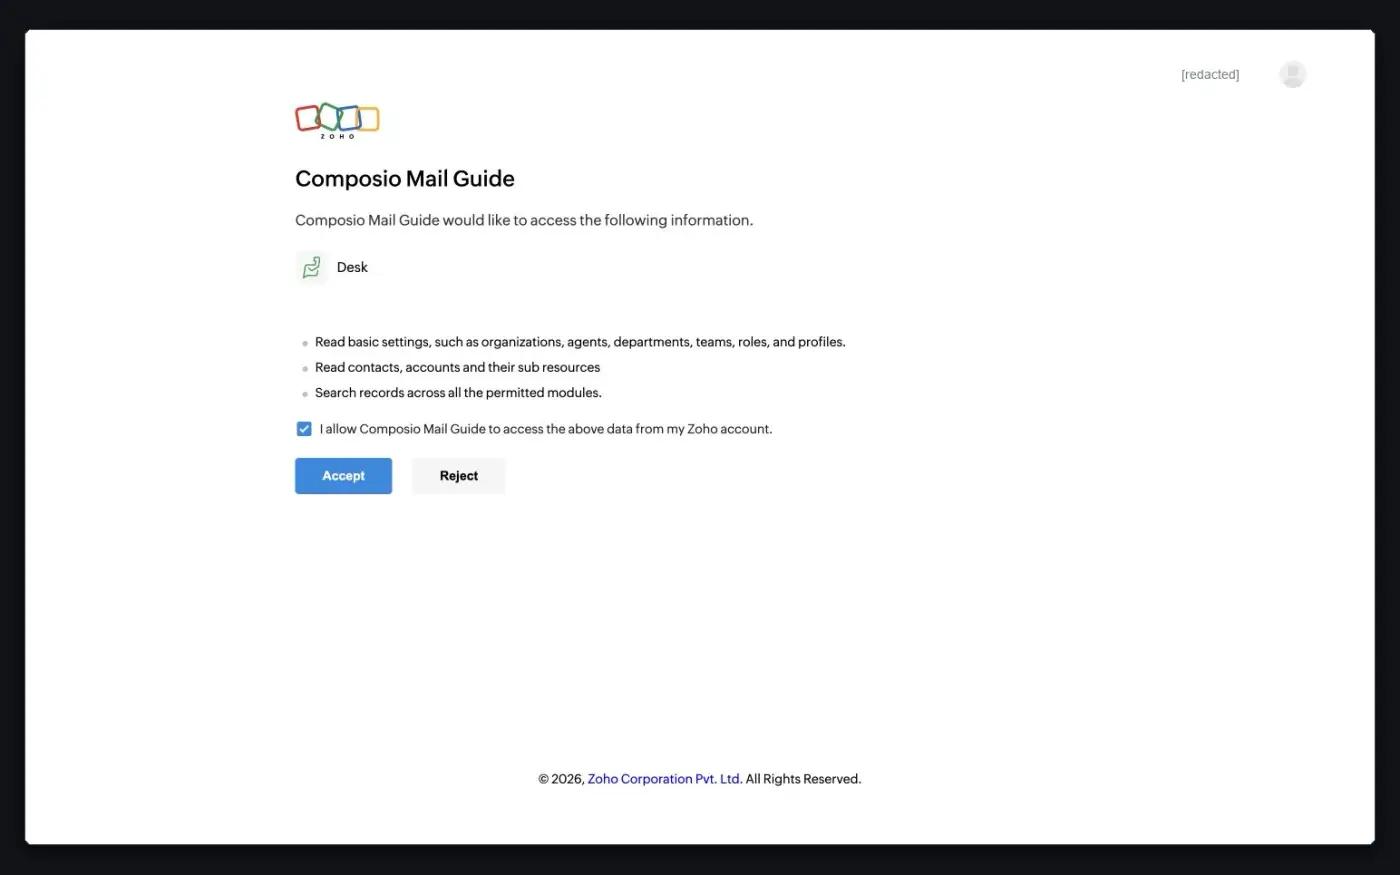 [redacted]
ZOHO
Composio Mail Guide
Composio Mail Guide would like to access the following information.
Desk
Read basic settings, such as organizations, agents, departments, teams, roles, and profiles.
Read contacts, accounts and their sub resources
Search records across all the permitted modules.
I allow Composio Mail Guide to access the above data from my Zoho account.
Accept Reject
© 2026, Zoho Corporation Pvt. Ltd. All Rights Reserved.